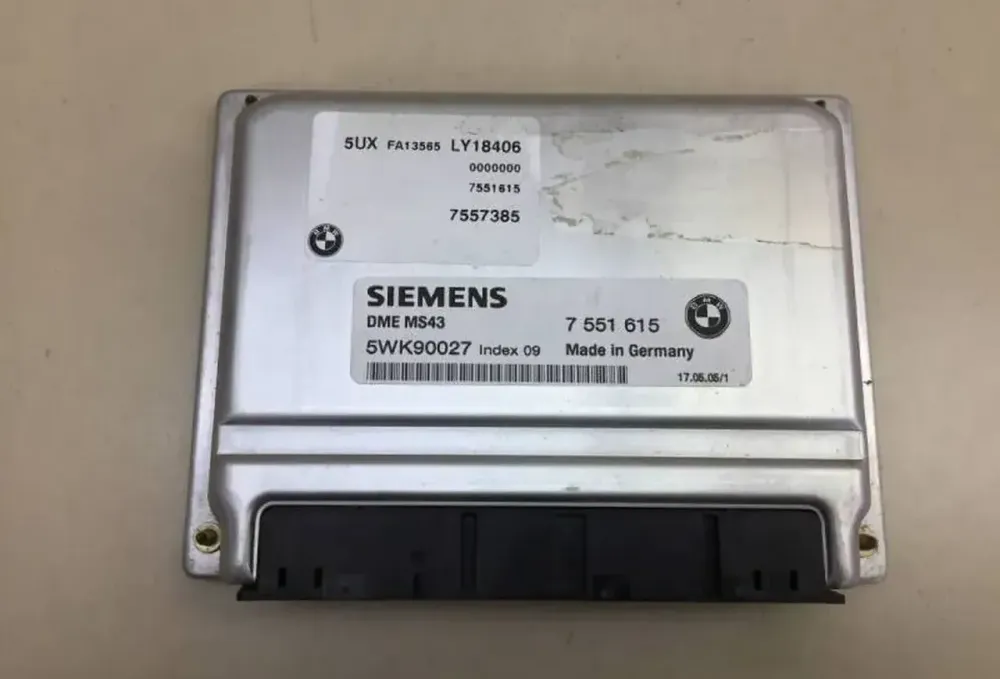 5UX FA13565 LY18406
0000000
7551615
7557385
SIEMENS
DME MS43
7 551 615
5WK90027 Index 09
Made in Germany
17.05.05/1